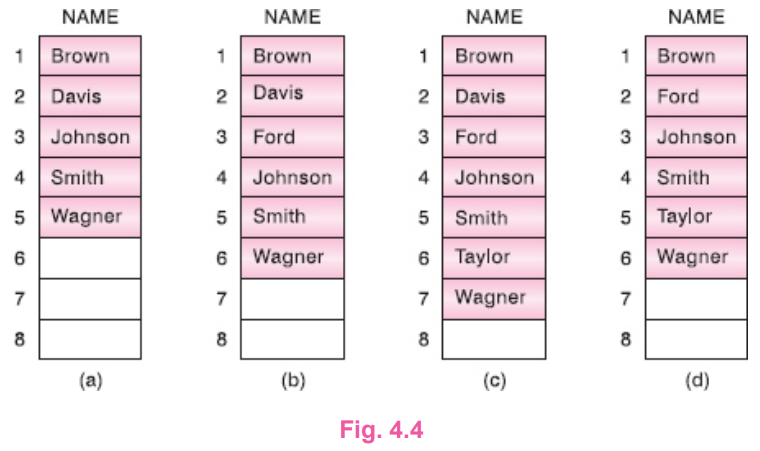 NAME NAME NAME NAME
1 Brown 1 Brown 1 Brown 1 Brown
2 Davis 2 Davis 2 Davis 2 Ford
3 Johnson 3 Ford 3 Ford 3 Johnson
4 Smith 4 Johnson 4 Johnson 4 Smith
5 Wagner 5 Smith 5 Smith 5 Taylor
6 6 Wagner 6 Taylor 6 Wagner
7 7 7 Wagner 7
8 8 8 8
(a) (b) (c) (d)
Fig. 4.4